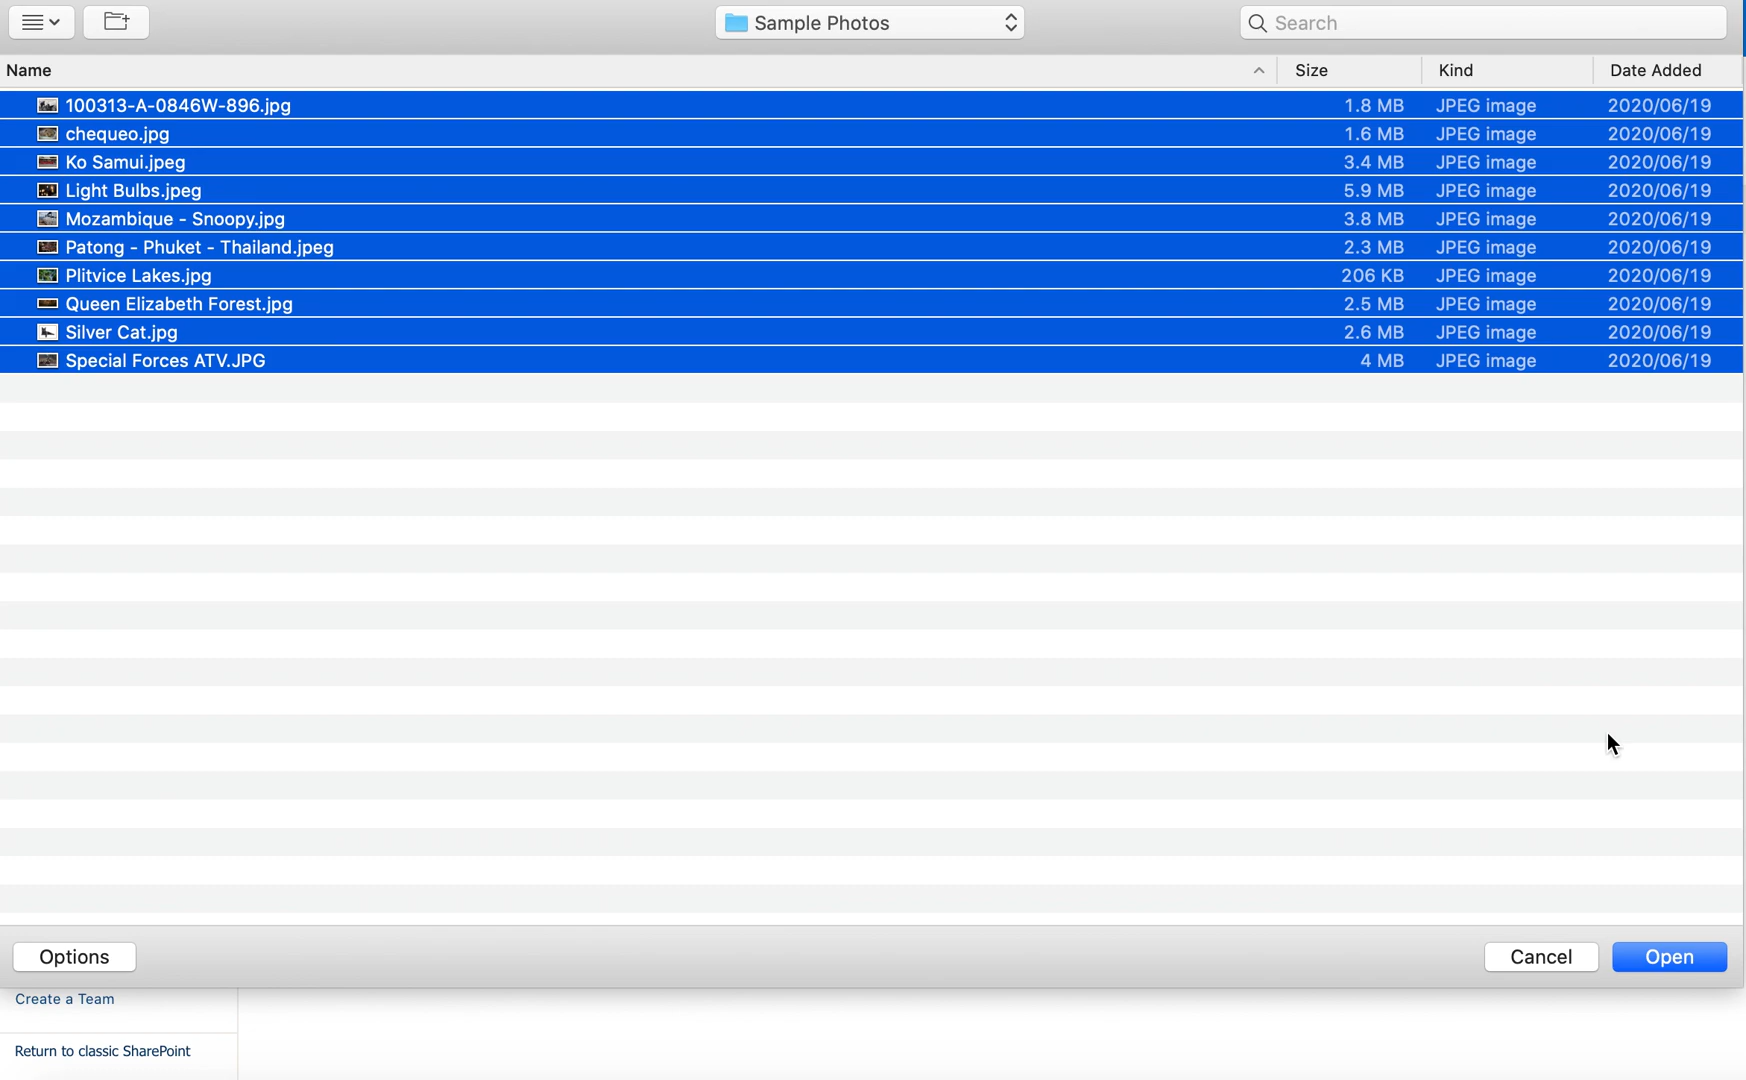 Sample Photos
Search
Name Size Kind Date Added
100313-A-0846W-896.jpg 1.8 MB JPEG image 2020/06/19
chequeo.jpg 1.6 MB JPEG image 2020/06/19
Ko Samui.jpeg 3.4 MB JPEG image 2020/06/19
Light Bulbs.jpeg 5.9 MB JPEG image 2020/06/19
Mozambique - Snoopy.jpg 3.8 MB JPEG image 2020/06/19
Patong - Phuket - Thailand.jpeg 2.3 MB JPEG image 2020/06/19
Plitvice Lakes.jpg 206 KB JPEG image 2020/06/19
Queen Elizabeth Forest.jpg 2.5 MB JPEG image 2020/06/19
Silver Cat.jpg 2.6 MB JPEG image 2020/06/19
Special Forces ATV.JPG 4 MB JPEG image 2020/06/19
Options Cancel Open
Create a Team
Return to classic SharePoint